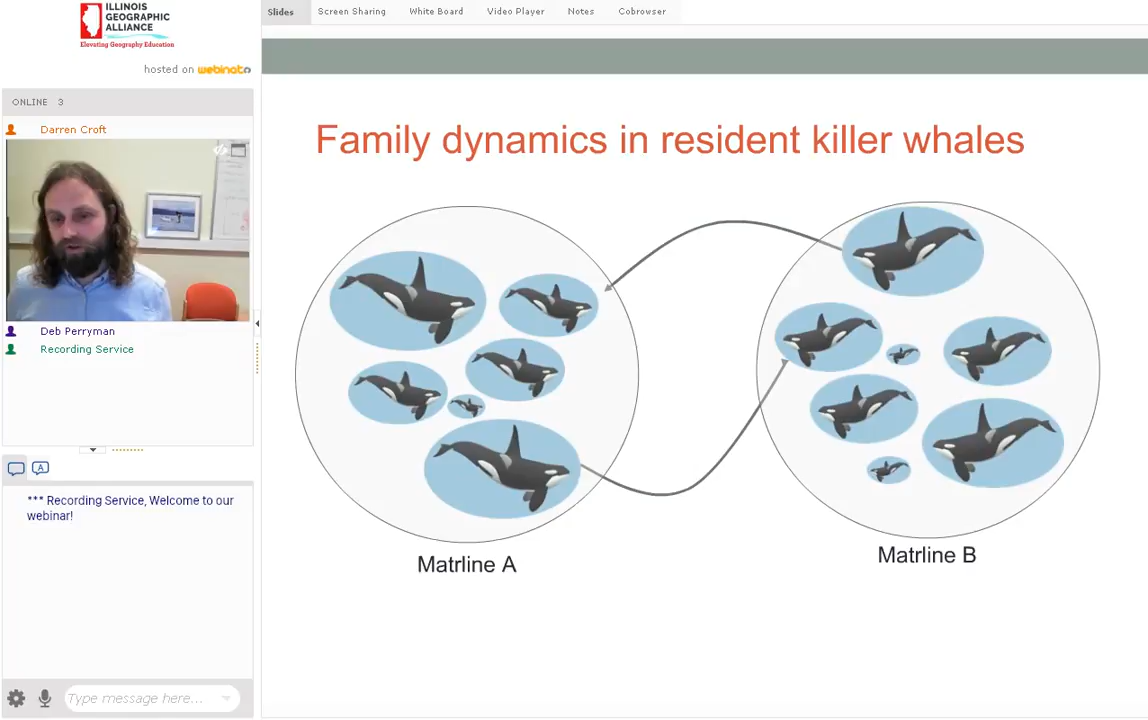 ILLINOIS
GEOGRAPHIC
ALLIANCE
Elevating Geography Education
hosted on webinato
ONLINE 3
Darren Croft
Deb Perryman
Recording Service
*** Recording Service, Welcome to our
webinar!
Type message here...
Slides Screen Sharing White Board Video Player Notes Cobrowser
Family dynamics in resident killer whales
Matrline A
Matrline B